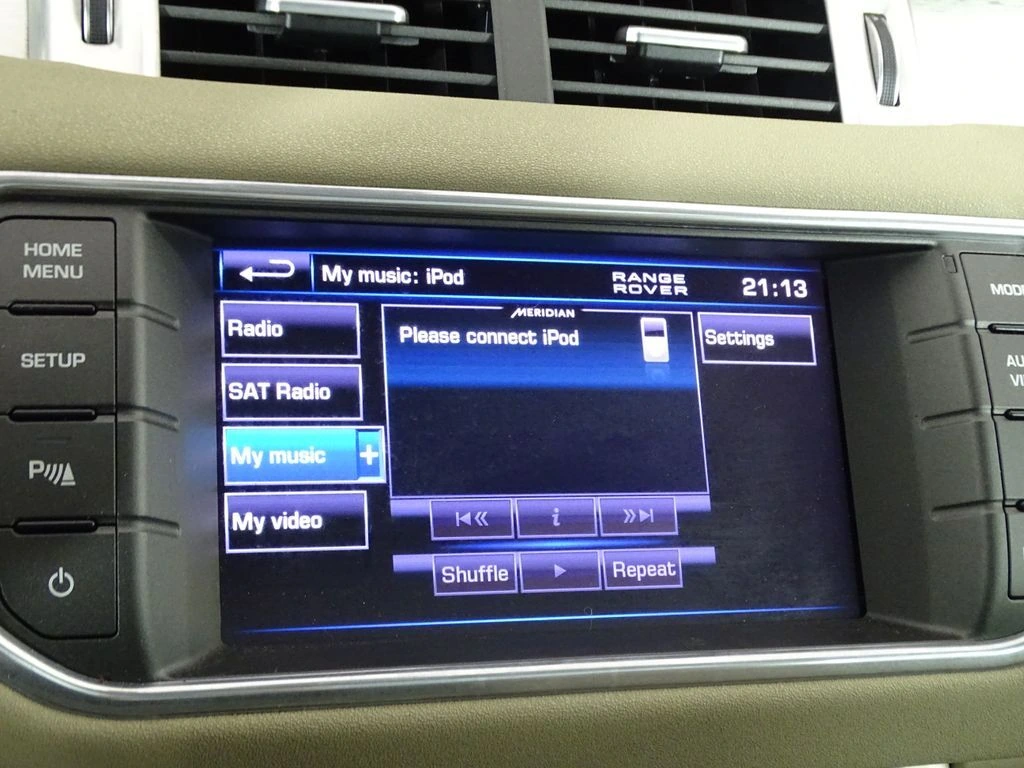 HOME
MENU
SETUP
P
My music: iPod
RANGE
ROVER
21:13
Radio
SAT Radio
My music +
My video
MERIDIAN
Please connect iPod
Settings
i
Shuffle
Repeat